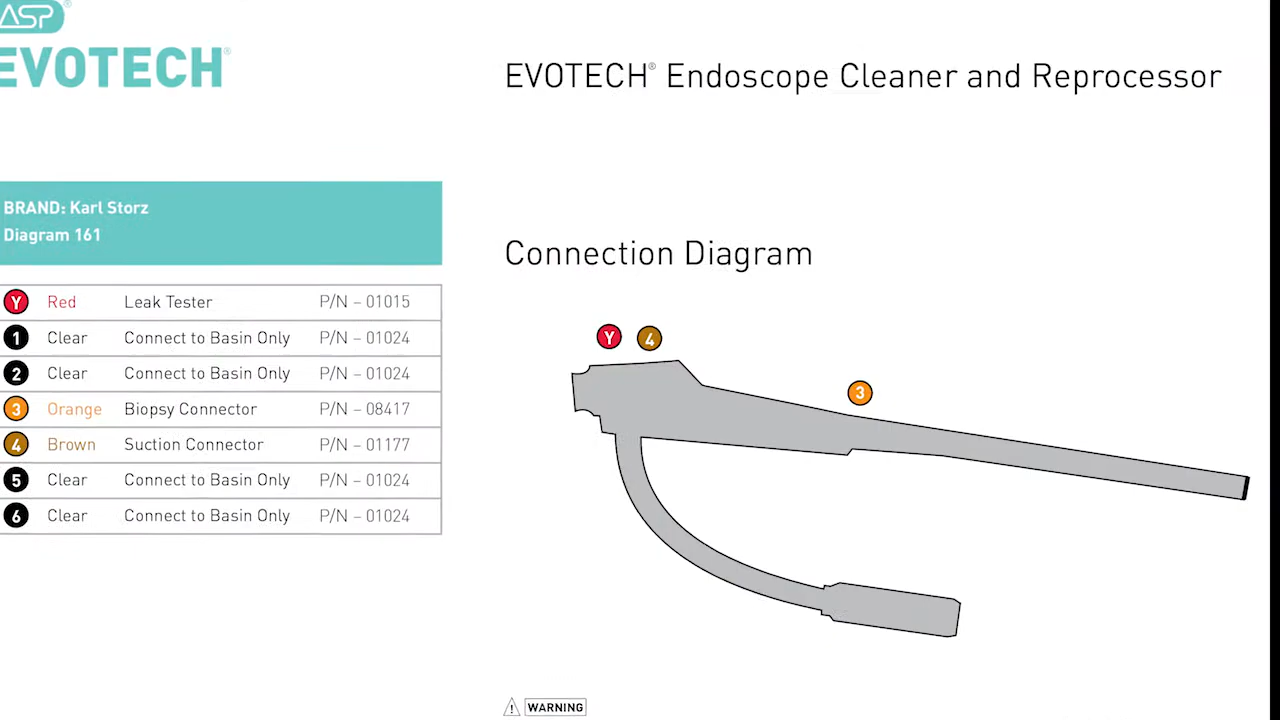 ASP®
EVOTECH®
EVOTECH® Endoscope Cleaner and Reprocessor
BRAND: Karl Storz
Diagram 161
Y Red Leak Tester P/N – 01015
1 Clear Connect to Basin Only P/N – 01024
2 Clear Connect to Basin Only P/N – 01024
3 Orange Biopsy Connector P/N – 08417
4 Brown Suction Connector P/N – 01177
5 Clear Connect to Basin Only P/N – 01024
6 Clear Connect to Basin Only P/N – 01024
Connection Diagram
Y 4
3
WARNING